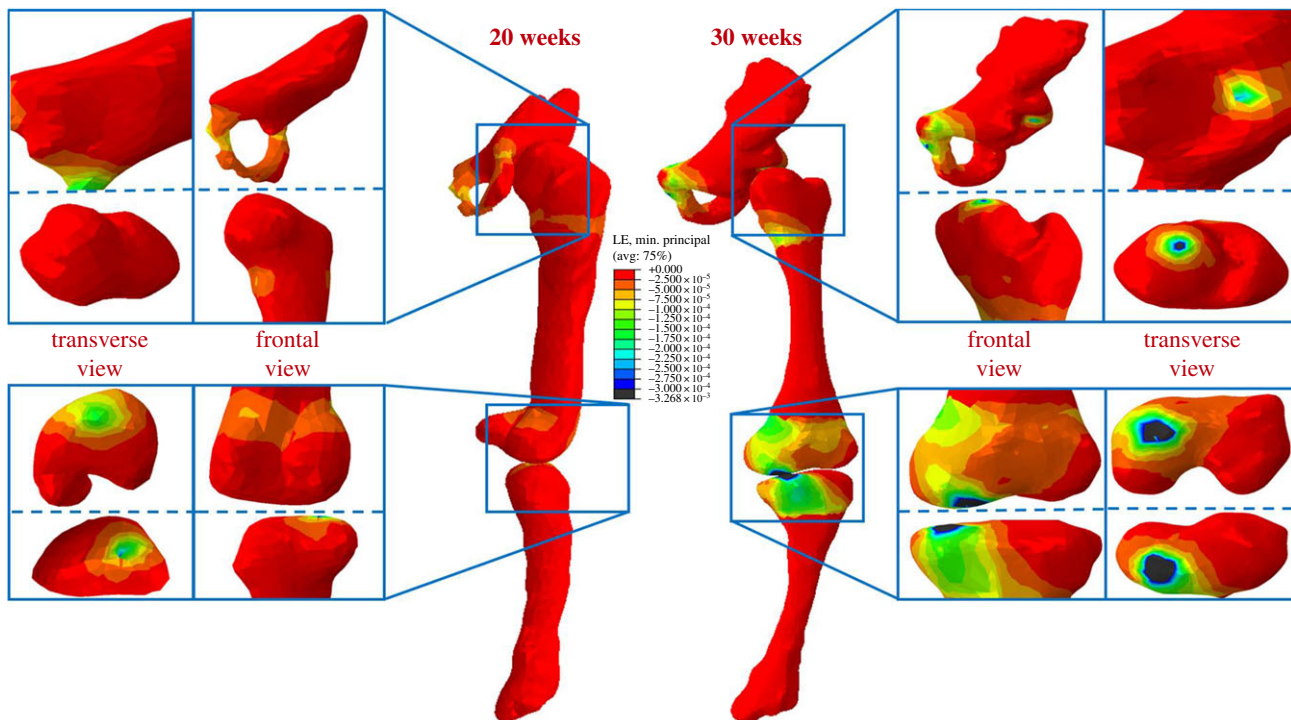 20 weeks
30 weeks
LE, min. principal
(avg: 75%)
+0.000
−2.500 × 10⁻⁵
−5.000 × 10⁻⁵
−7.500 × 10⁻⁵
−1.000 × 10⁻⁴
−1.250 × 10⁻⁴
−1.500 × 10⁻⁴
−1.750 × 10⁻⁴
−2.000 × 10⁻⁴
−2.250 × 10⁻⁴
−2.500 × 10⁻⁴
−2.750 × 10⁻⁴
−3.000 × 10⁻⁴
−3.268 × 10⁻³
transverse
view
frontal
view
frontal
view
transverse
view